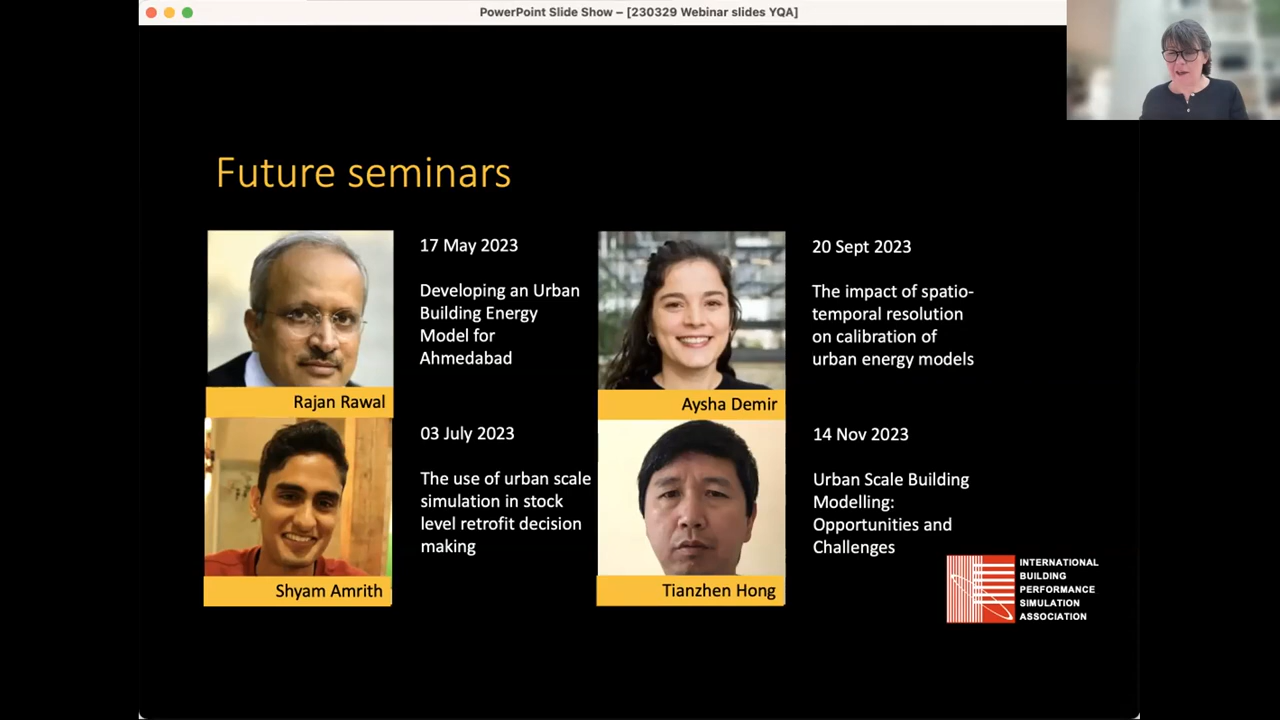 PowerPoint Slide Show – [230329 Webinar slides YQA]
Future seminars
17 May 2023
Developing an Urban
Building Energy
Model for
Ahmedabad
Rajan Rawal
20 Sept 2023
The impact of spatio-
temporal resolution
on calibration of
urban energy models
Aysha Demir
03 July 2023
The use of urban scale
simulation in stock
level retrofit decision
making
Shyam Amrith
14 Nov 2023
Urban Scale Building
Modelling:
Opportunities and
Challenges
Tianzhen Hong
INTERNATIONAL
BUILDING
PERFORMANCE
SIMULATION
ASSOCIATION